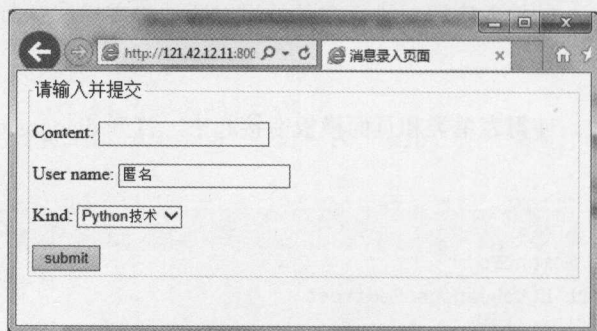 http://121.42.12.11:800
消息录入页面
请输入并提交
Content:
User name: 匿名
Kind: Python技术
submit